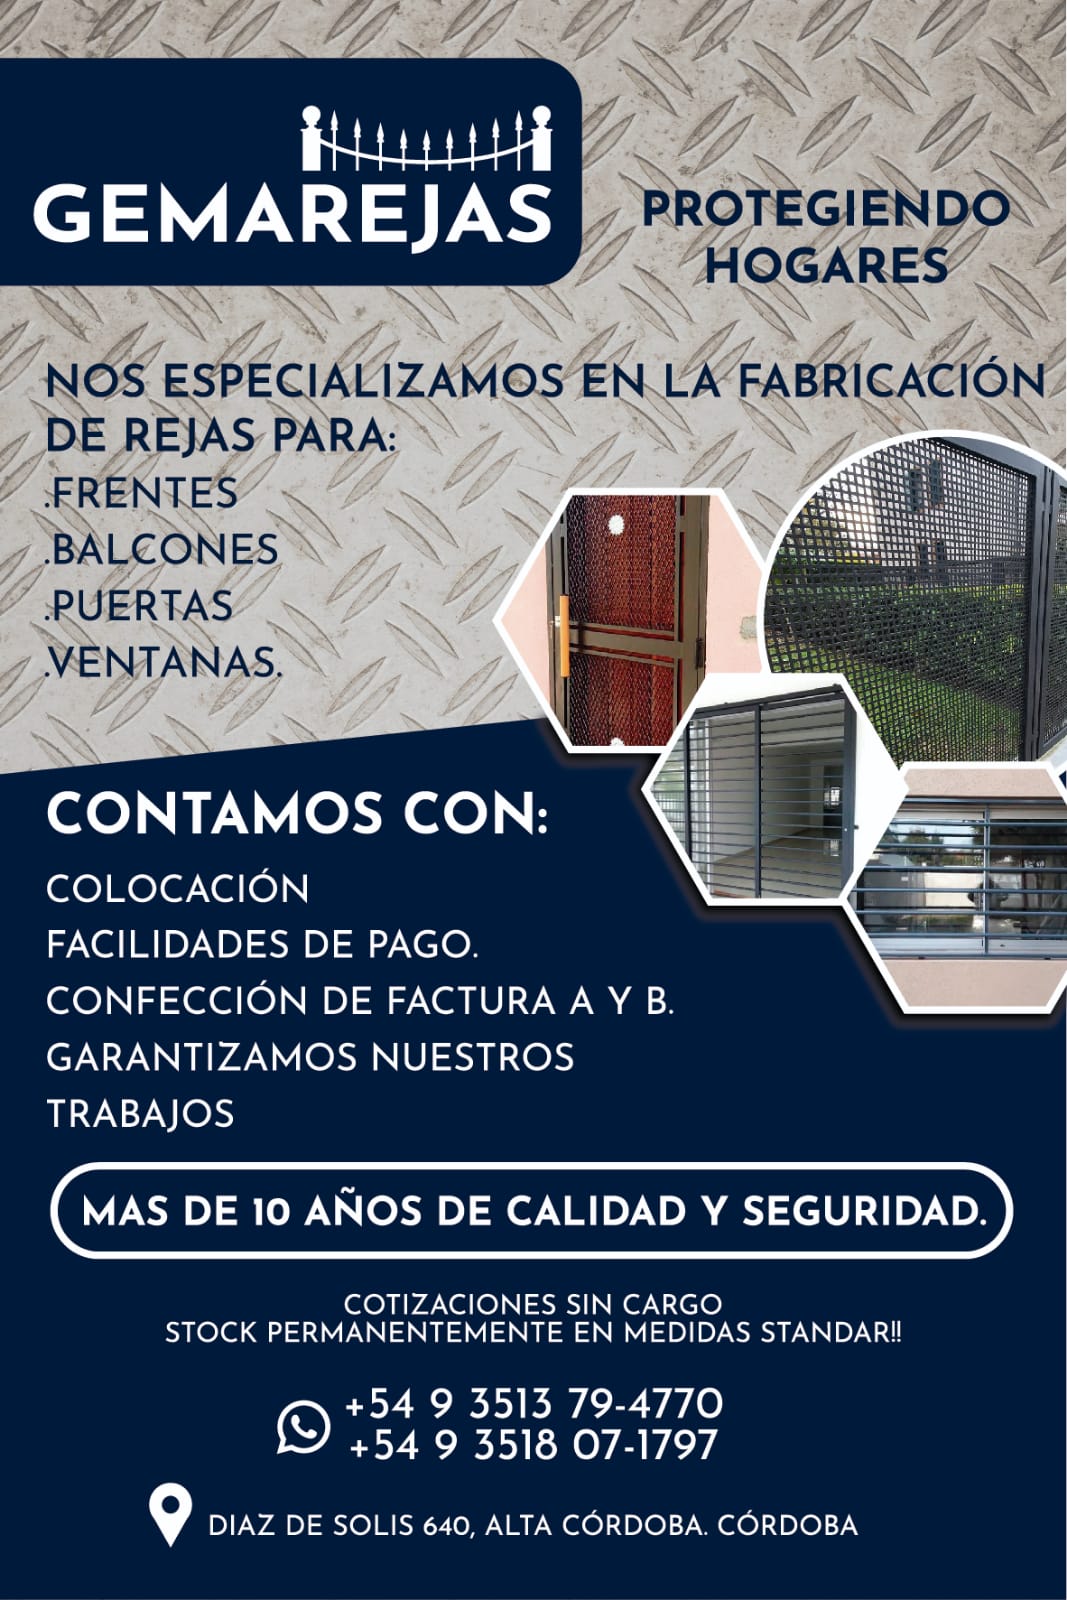 GEMAREJAS
PROTEGIENDO
HOGARES
NOS ESPECIALIZAMOS EN LA FABRICACIÓN
DE REJAS PARA:
.FRENTES
.BALCONES
.PUERTAS
.VENTANAS.
CONTAMOS CON:
COLOCACIÓN
FACILIDADES DE PAGO.
CONFECCIÓN DE FACTURA A Y B.
GARANTIZAMOS NUESTROS
TRABAJOS
MAS DE 10 AÑOS DE CALIDAD Y SEGURIDAD.
COTIZACIONES SIN CARGO
STOCK PERMANENTEMENTE EN MEDIDAS STANDAR!!
+54 9 3513 79-4770
+54 9 3518 07-1797
DIAZ DE SOLIS 640, ALTA CÓRDOBA. CÓRDOBA